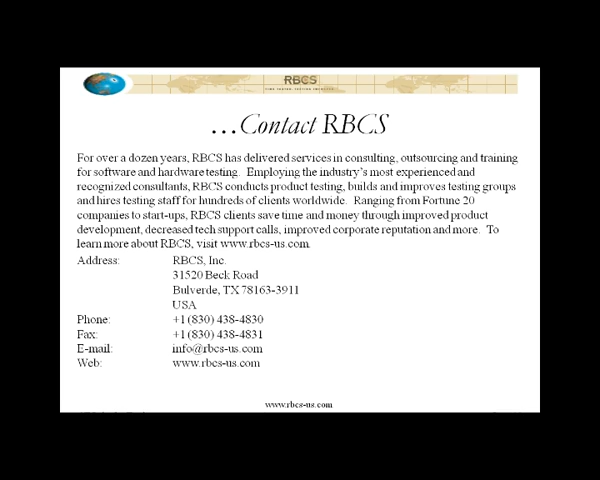 RBCS
…Contact RBCS
For over a dozen years, RBCS has delivered services in consulting, outsourcing and training
for software and hardware testing. Employing the industry's most experienced and
recognized consultants, RBCS conducts product testing, builds and improves testing groups
and hires testing staff for hundreds of clients worldwide. Ranging from Fortune 20
companies to start-ups, RBCS clients save time and money through improved product
development, decreased tech support calls, improved corporate reputation and more. To
learn more about RBCS, visit www.rbcs-us.com.
Address: RBCS, Inc.
31520 Beck Road
Bulverde, TX 78163-3911
USA
Phone: +1 (830) 438-4830
Fax: +1 (830) 438-4831
E-mail: info@rbcs-us.com
Web: www.rbcs-us.com
www.rbcs-us.com